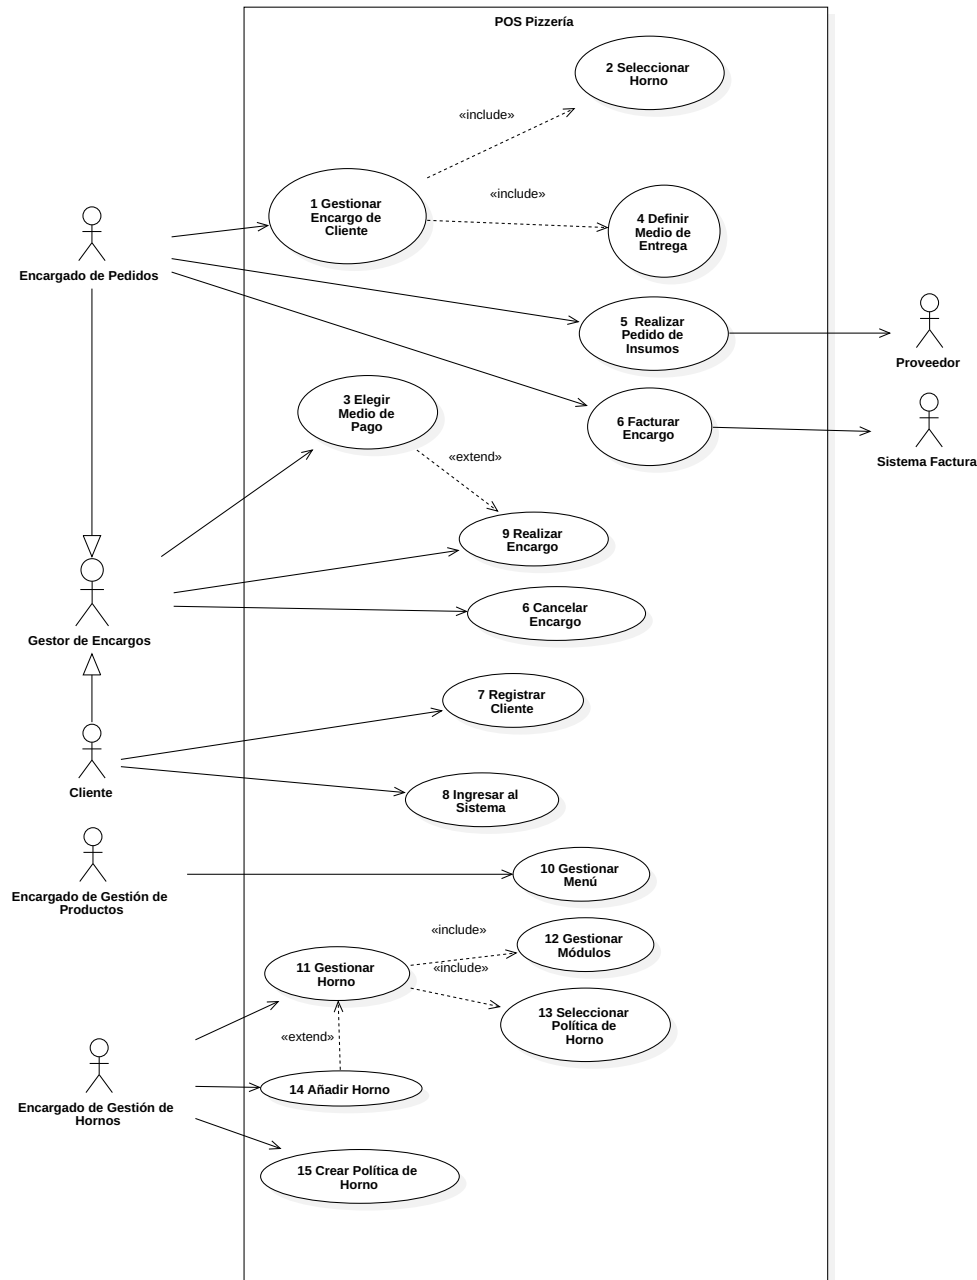 POS Pizzería
2 Seleccionar
Horno
«include»
1 Gestionar
Encargo de
Cliente
«include»
4 Definir
Medio de
Entrega
Encargado de Pedidos
5  Realizar
Pedido de
Insumos
Proveedor
3 Elegir
Medio de
Pago
6 Facturar
Encargo
Sistema Factura
«extend»
9 Realizar
Encargo
6 Cancelar
Encargo
Gestor de Encargos
7 Registrar
Cliente
Cliente
8 Ingresar al
Sistema
10 Gestionar
Menú
Encargado de Gestión de
Productos
«include»
12 Gestionar
Módulos
11 Gestionar
Horno
«include»
13 Seleccionar
Política de
Horno
«extend»
14 Añadir Horno
Encargado de Gestión de
Hornos
15 Crear Política de
Horno